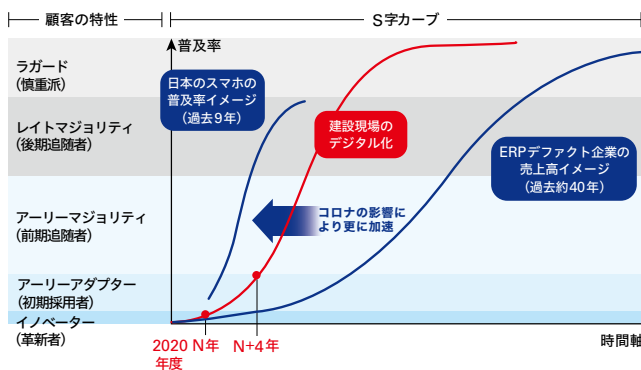 顧客の特性
S字カーブ
普及率
ラガード
(慎重派)
日本のスマホの
普及率イメージ
(過去9年)
レイトマジョリティ
(後期追随者)
建設現場の
デジタル化
ERPデファクト企業の
売上高イメージ
(過去約40年)
アーリーマジョリティ
(前期追随者)
コロナの影響に
より更に加速
アーリーアダプター
(初期採用者)
イノベーター
(革新者)
2020
年度
N年
N+4年
時間軸